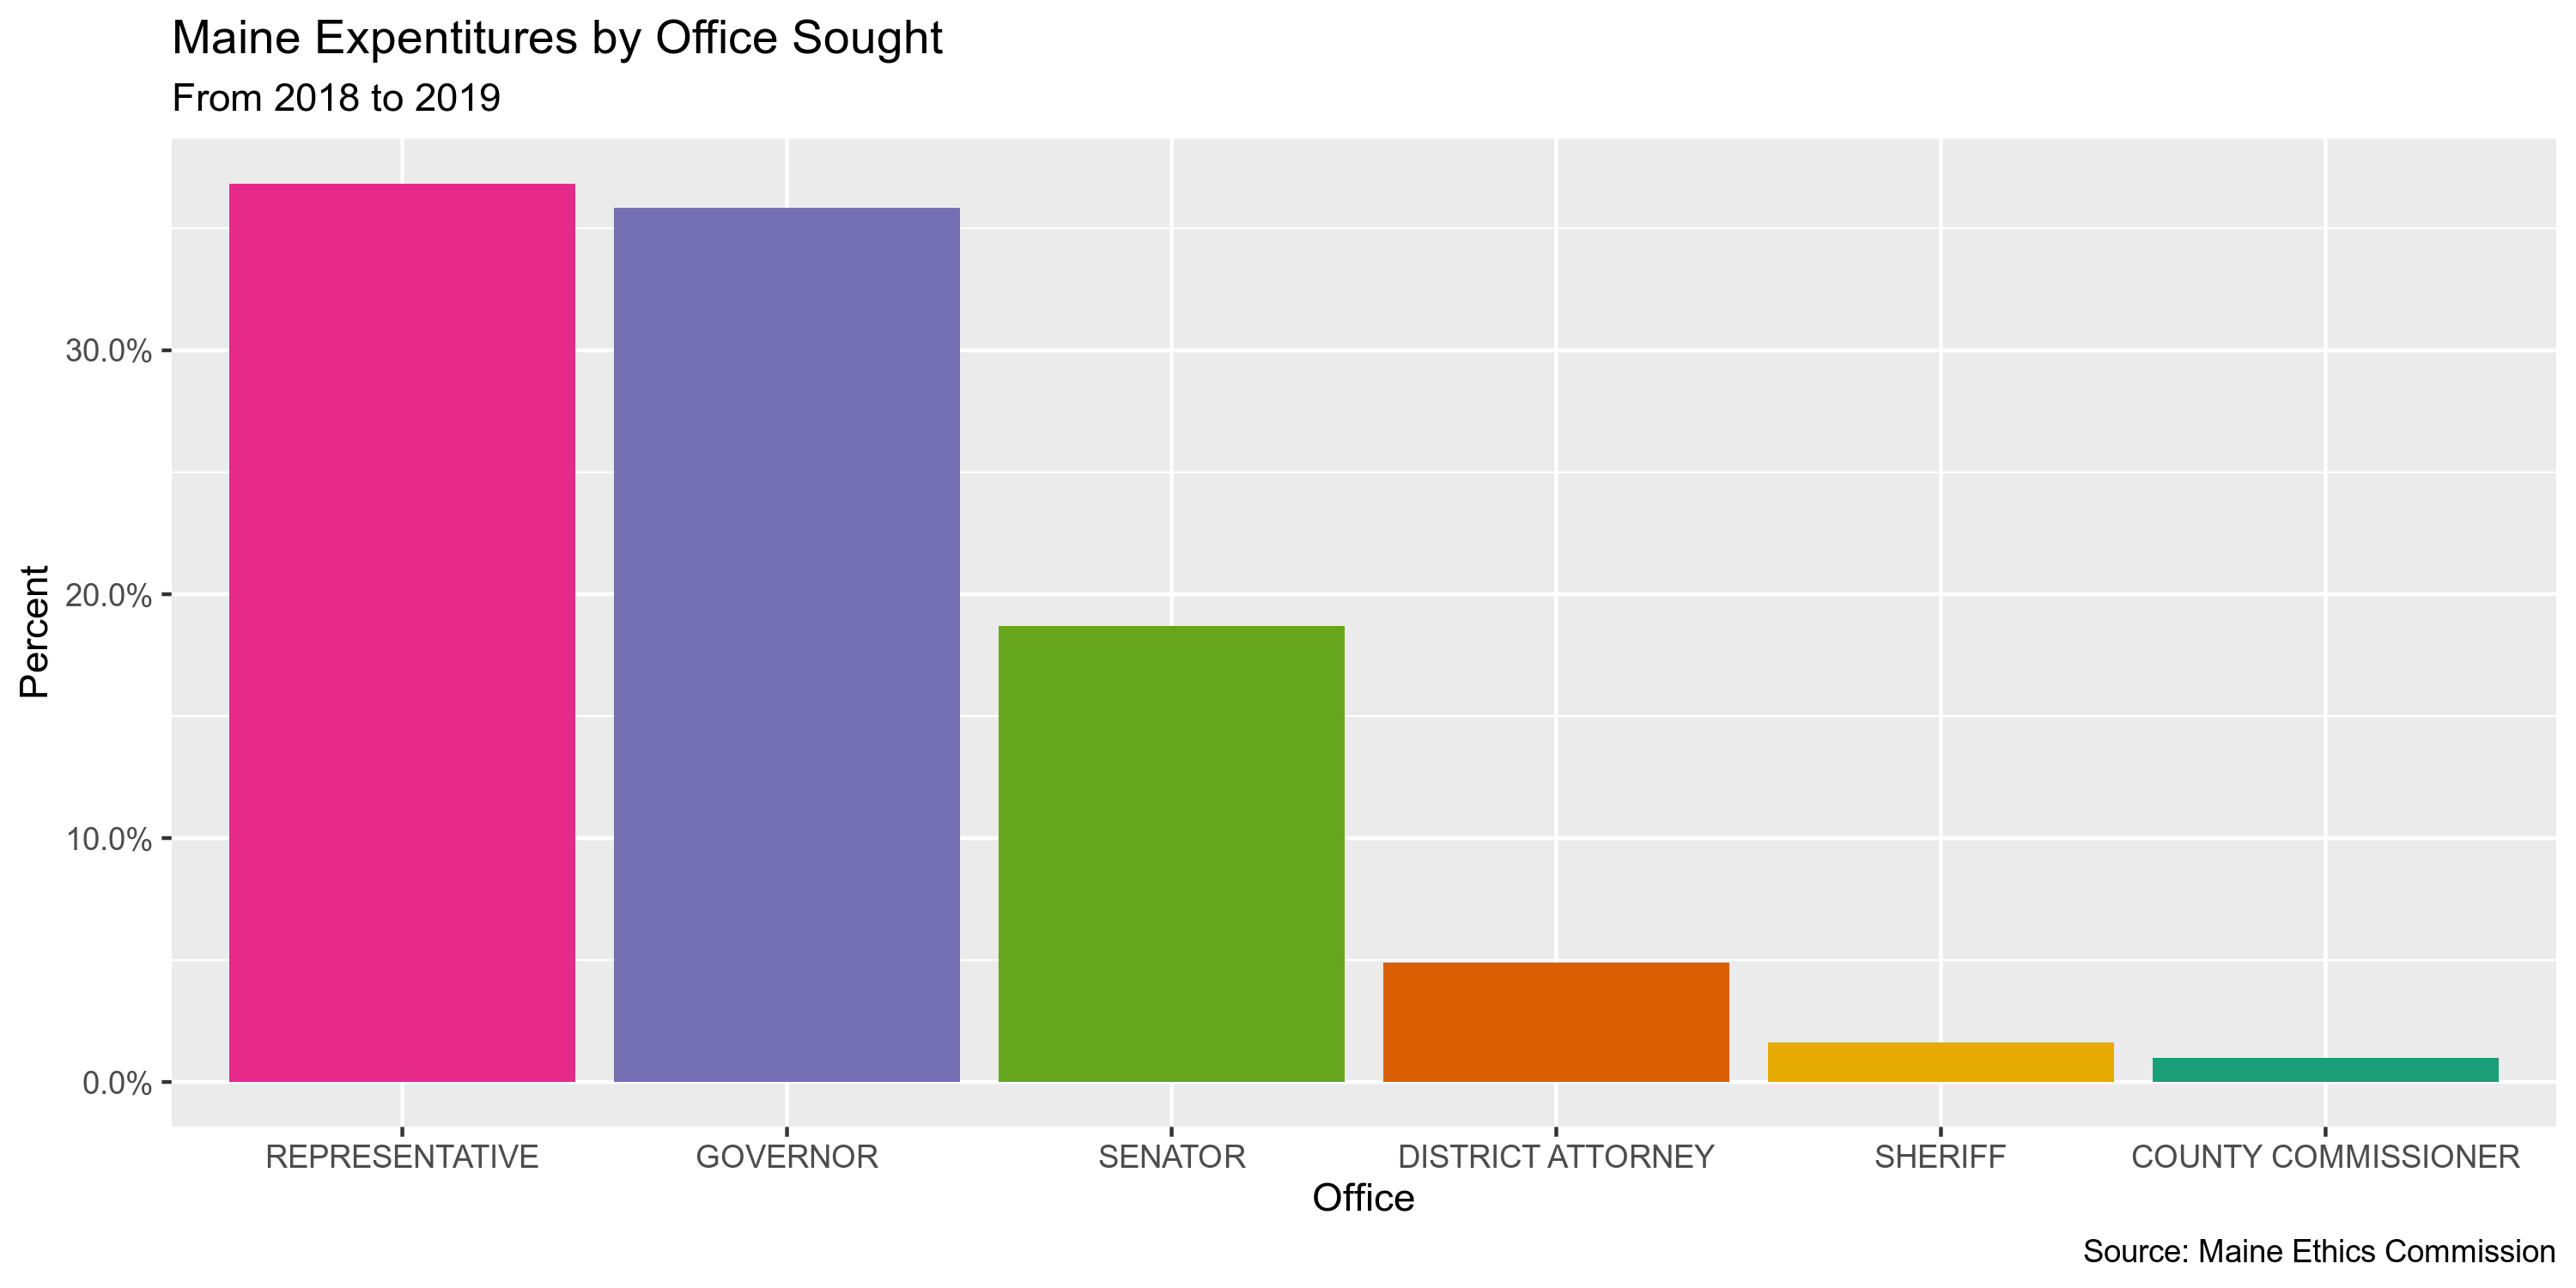 Maine Expentitures by Office Sought
From 2018 to 2019
Percent
30.0%
20.0%
10.0%
0.0%
REPRESENTATIVE GOVERNOR SENATOR DISTRICT ATTORNEY SHERIFF COUNTY COMMISSIONER
Office
Source: Maine Ethics Commission